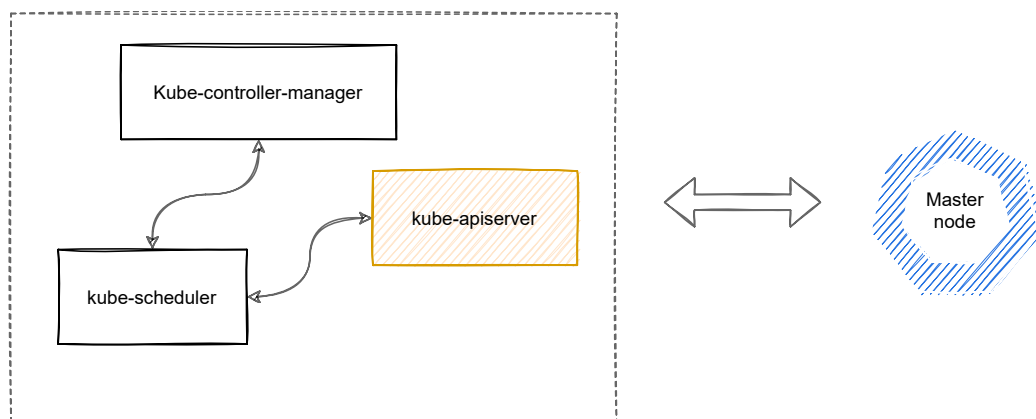 Kube-controller-manager
kube-apiserver
Master
node
kube-scheduler